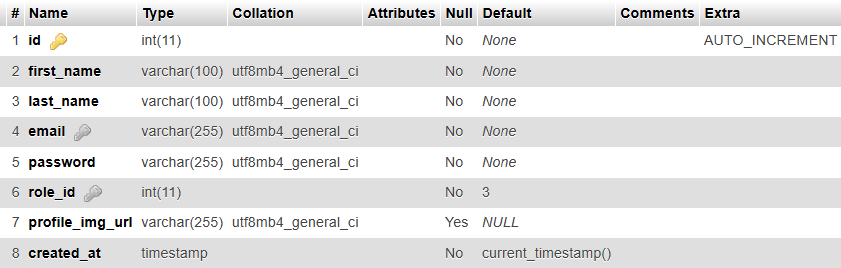 # Name Type Collation Attributes Null Default Comments Extra
1 id int(11) No None AUTO_INCREMENT
2 first_name varchar(100) utf8mb4_general_ci No None
3 last_name varchar(100) utf8mb4_general_ci No None
4 email varchar(255) utf8mb4_general_ci No None
5 password varchar(255) utf8mb4_general_ci No None
6 role_id int(11) No 3
7 profile_img_url varchar(255) utf8mb4_general_ci Yes NULL
8 created_at timestamp No current_timestamp()